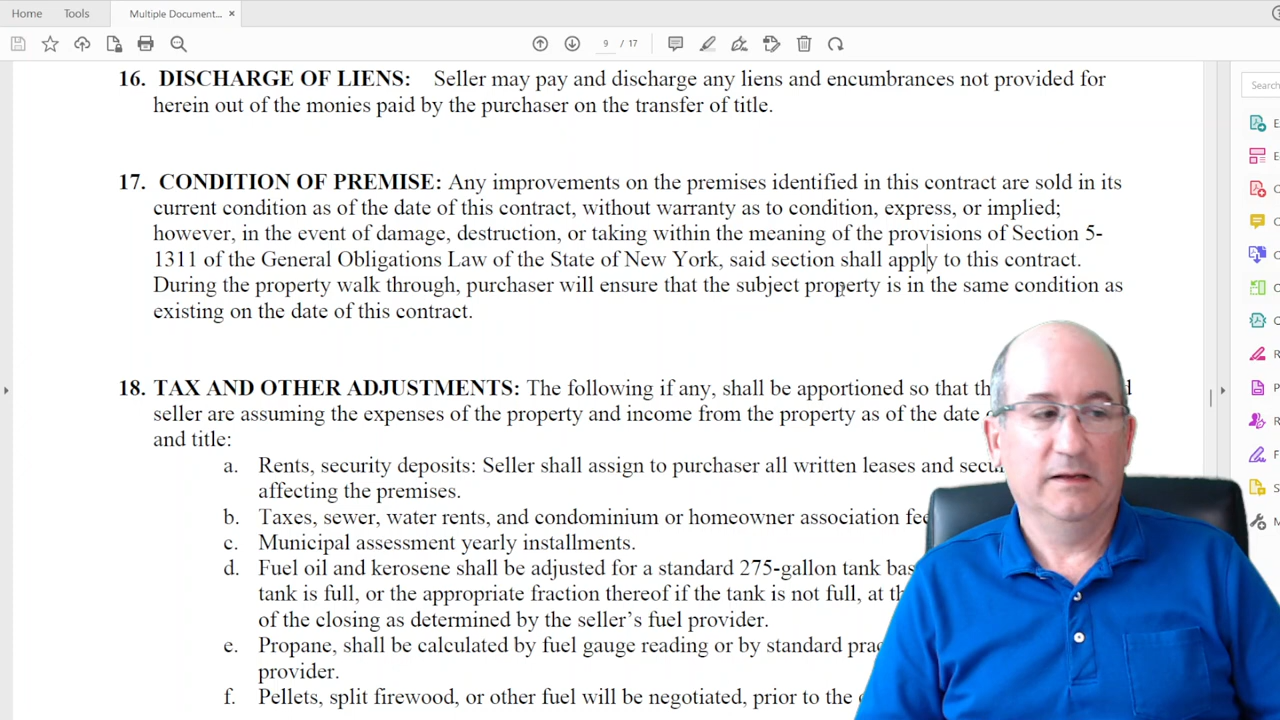 Home Tools Multiple Document... ×
9 / 17
Search
16. DISCHARGE OF LIENS: Seller may pay and discharge any liens and encumbrances not provided for
herein out of the monies paid by the purchaser on the transfer of title.
17. CONDITION OF PREMISE: Any improvements on the premises identified in this contract are sold in its
current condition as of the date of this contract, without warranty as to condition, express, or implied;
however, in the event of damage, destruction, or taking within the meaning of the provisions of Section 5-
1311 of the General Obligations Law of the State of New York, said section shall apply to this contract.
During the property walk through, purchaser will ensure that the subject property is in the same condition as
existing on the date of this contract.
18. TAX AND OTHER ADJUSTMENTS: The following if any, shall be apportioned so that
seller are assuming the expenses of the property and income from the property as of the date
and title:
a. Rents, security deposits: Seller shall assign to purchaser all written leases and
affecting the premises.
b. Taxes, sewer, water rents, and condominium or homeowner association
c. Municipal assessment yearly installments.
d. Fuel oil and kerosene shall be adjusted for a standard 275-gallon tank
tank is full, or the appropriate fraction thereof if the tank is not full, at
of the closing as determined by the seller's fuel provider.
e. Propane, shall be calculated by fuel gauge reading or by standard
provider.
f. Pellets, split firewood, or other fuel will be negotiated, prior to the